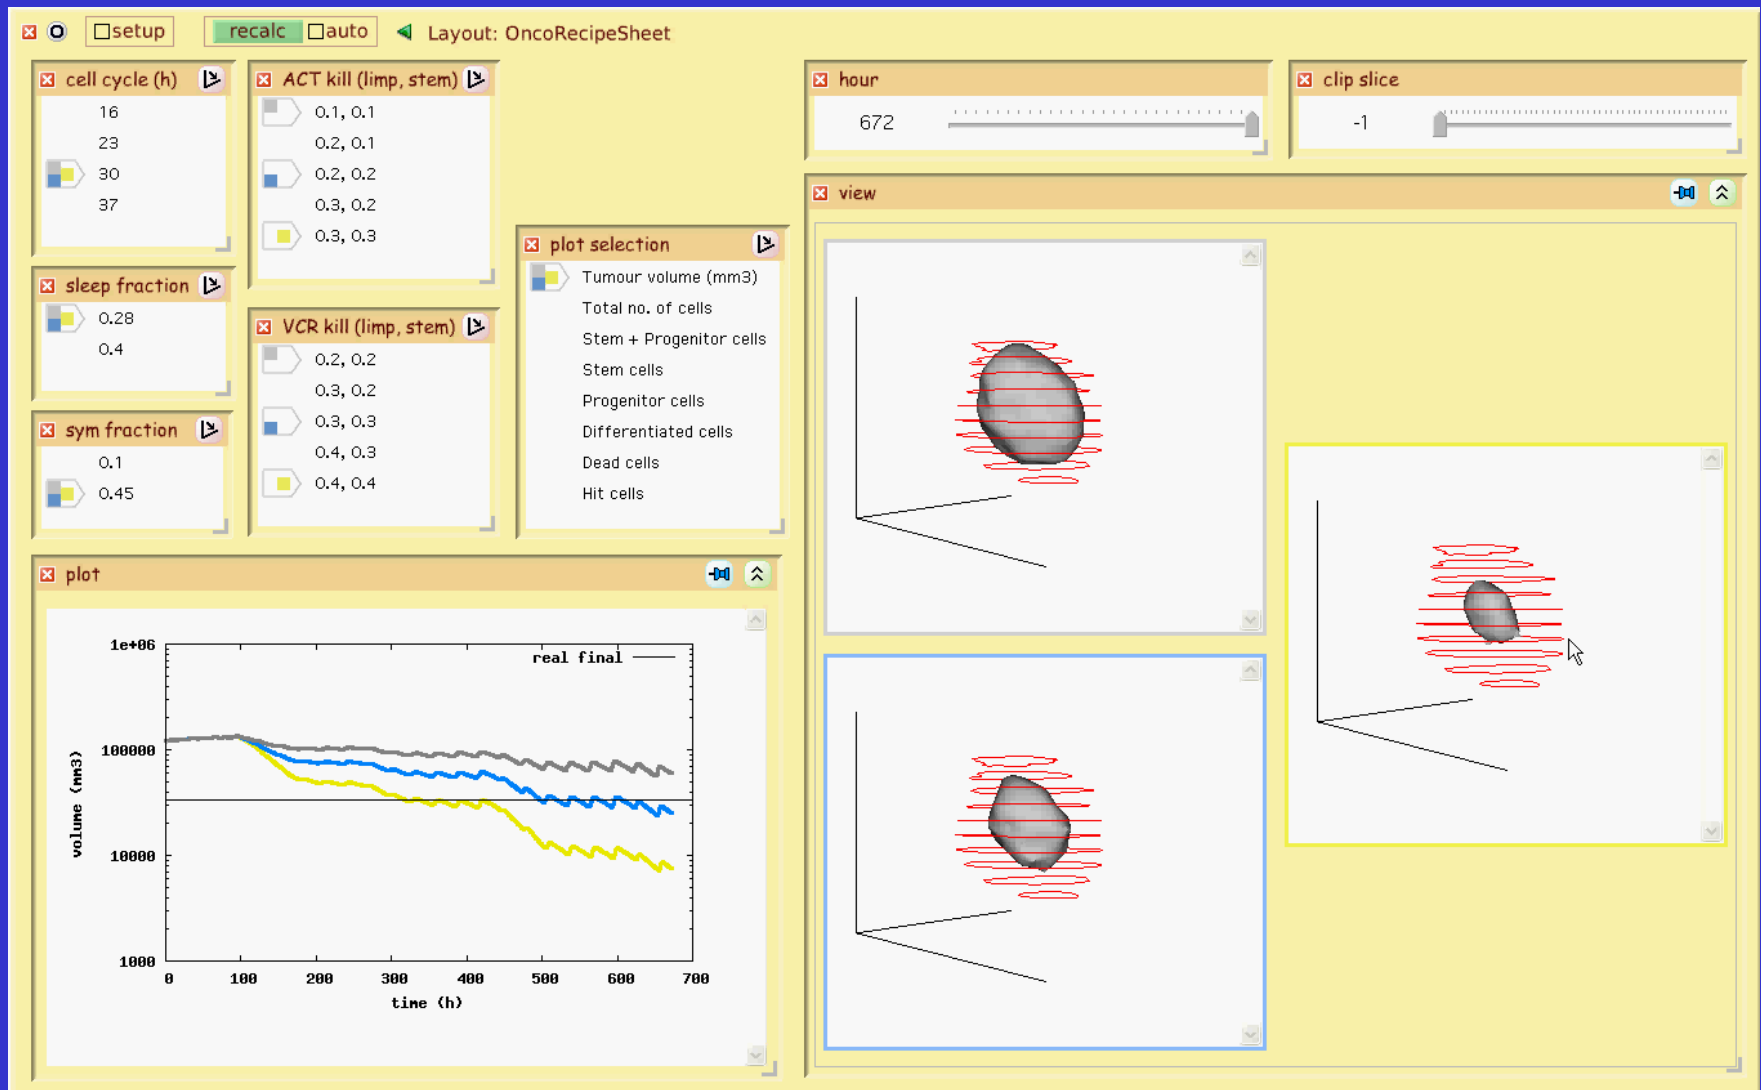 setup recalc auto Layout: OncoRecipeSheet
cell cycle (h)
16
23
30
37
ACT kill (limp, stem)
0.1, 0.1
0.2, 0.1
0.2, 0.2
0.3, 0.2
0.3, 0.3
sleep fraction
0.28
0.4
VCR kill (limp, stem)
0.2, 0.2
0.3, 0.2
0.3, 0.3
0.4, 0.3
0.4, 0.4
sym fraction
0.1
0.45
plot selection
Tumour volume (mm3)
Total no. of cells
Stem + Progenitor cells
Stem cells
Progenitor cells
Differentiated cells
Dead cells
Hit cells
hour
672
clip slice
-1
view
plot
real final
1e+06
100000
10000
1000
volume (mm3)
0 100 200 300 400 500 600 700
time (h)